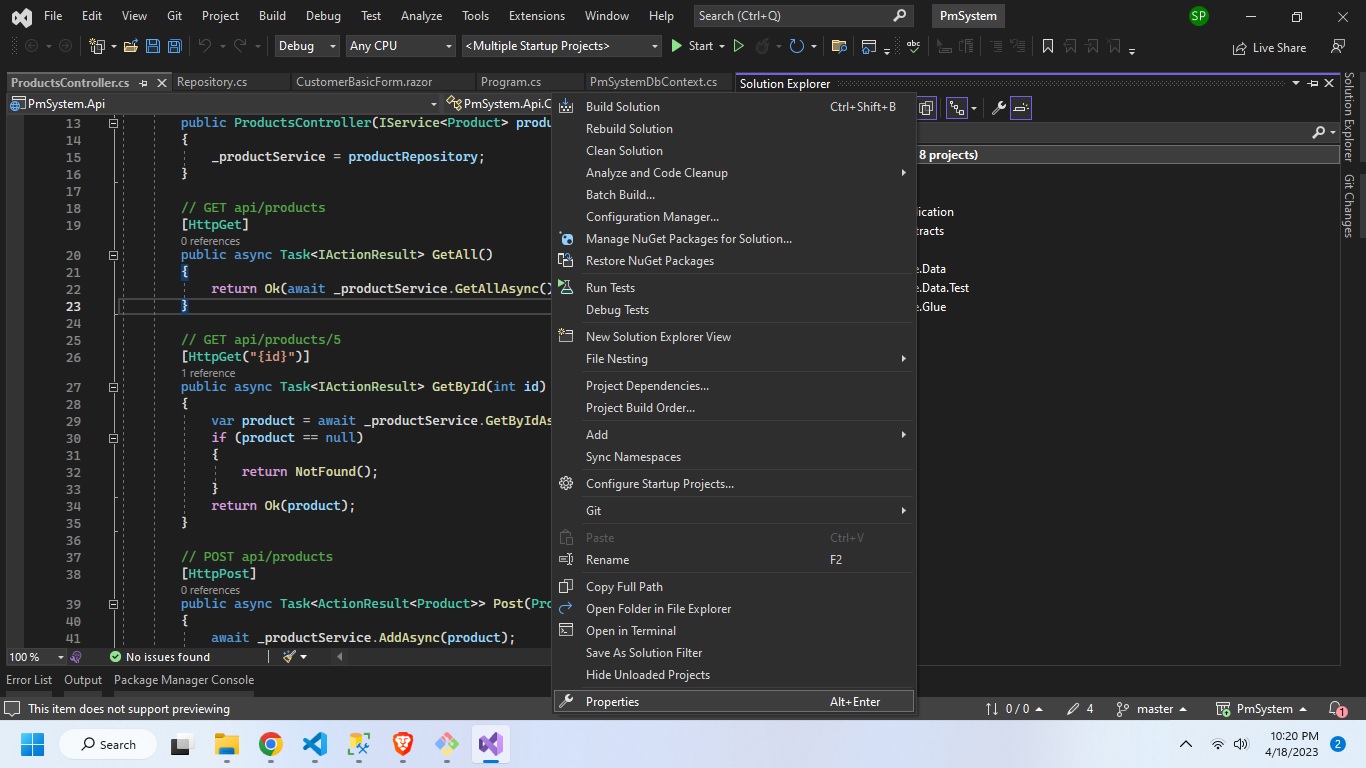 File Edit View Git Project Build Debug Test Analyze Tools Extensions Window Help Search (Ctrl+Q) PmSystem SP
Debug Any CPU <Multiple Startup Projects> Start abc Live Share
ProductsController.cs Repository.cs CustomerBasicForm.razor Program.cs PmSystemDbContext.cs
PmSystem.Api PmSystem.Api.C
13 public ProductsController(IService<Product> produ
14 {
15 _productService = productRepository;
16 }
17
18 // GET api/products
19 [HttpGet]
0 references
20 public async Task<IActionResult> GetAll()
21 {
22 return Ok(await _productService.GetAllAsync()
23 }
24
25 // GET api/products/5
26 [HttpGet("{id}")]
1 reference
27 public async Task<IActionResult> GetById(int id)
28 {
29 var product = await _productService.GetByIdAs
30 if (product == null)
31 {
32 return NotFound();
33 }
34 return Ok(product);
35 }
36
37 // POST api/products
38 [HttpPost]
0 references
39 public async Task<ActionResult<Product>> Post(Pro
40 {
41 await _productService.AddAsync(product);
100 % No issues found
Build Solution Ctrl+Shift+B
Rebuild Solution
Clean Solution
Analyze and Code Cleanup
Batch Build...
Configuration Manager...
Manage NuGet Packages for Solution...
Restore NuGet Packages
Run Tests
Debug Tests
New Solution Explorer View
File Nesting
Project Dependencies...
Project Build Order...
Add
Sync Namespaces
Configure Startup Projects...
Git
Paste Ctrl+V
Rename F2
Copy Full Path
Open Folder in File Explorer
Open in Terminal
Save As Solution Filter
Hide Unloaded Projects
Properties Alt+Enter
Solution Explorer
8 projects)
ication
tracts
e.Data
e.Data.Test
e.Glue
Solution Explorer
Git Changes
Error List Output Package Manager Console
This item does not support previewing 0 / 0 4 master PmSystem 1
Search 10:20 PM
4/18/2023 2